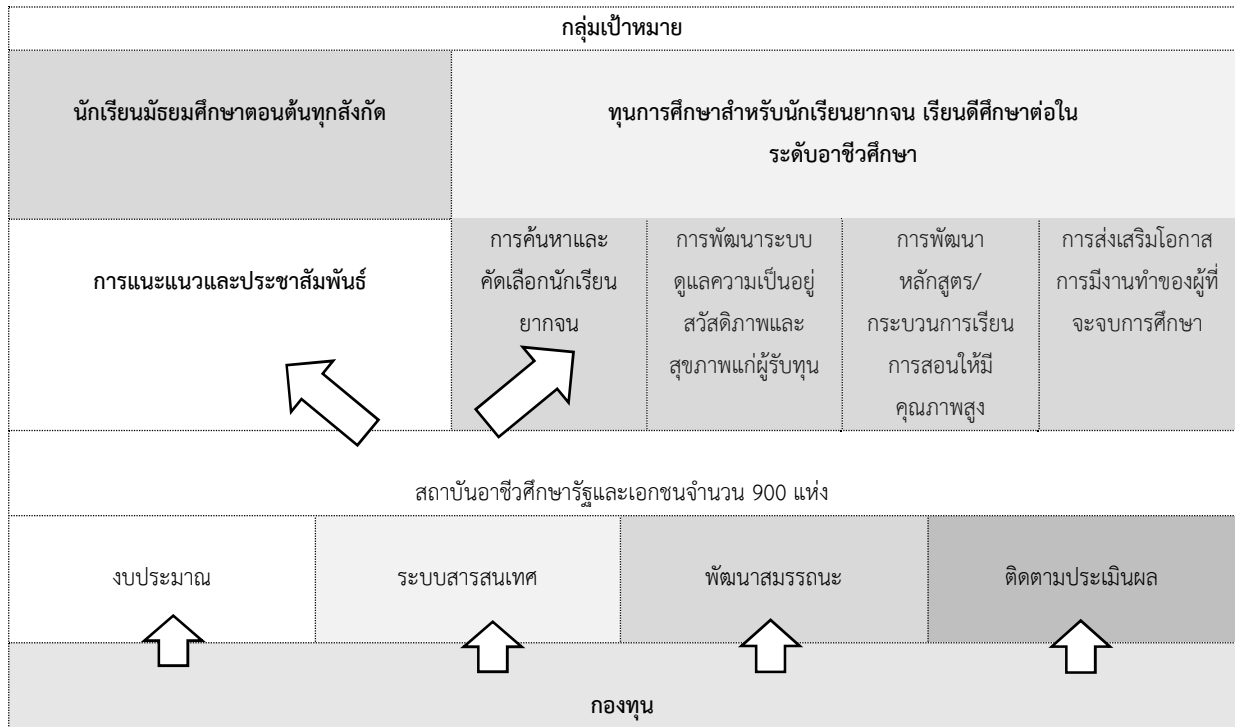 กลุ่มเป้าหมาย
นักเรียนมัธยมศึกษาตอนต้นทุกสังกัด
ทุนการศึกษาสำหรับนักเรียนยากจน เรียนดีศึกษาต่อใน
ระดับอาชีวศึกษา
การแนะแนวและประชาสัมพันธ์
การค้นหาและ
คัดเลือกนักเรียน
ยากจน
การพัฒนาระบบ
ดูแลความเป็นอยู่
สวัสดิภาพและ
สุขภาพแก่ผู้รับทุน
การพัฒนา
หลักสูตร/
กระบวนการเรียน
การสอนให้มี
คุณภาพสูง
การส่งเสริมโอกาส
การมีงานทำของผู้ที่
จะจบการศึกษา
สถาบันอาชีวศึกษารัฐและเอกชนจำนวน 900 แห่ง
งบประมาณ
ระบบสารสนเทศ
พัฒนาสมรรถนะ
ติดตามประเมินผล
กองทุน